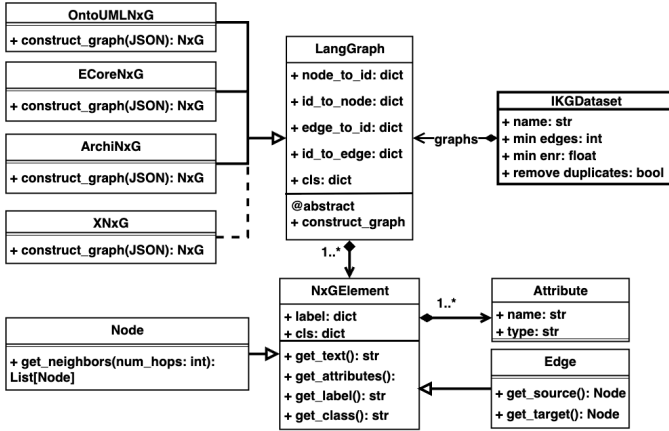 OntoUMLNxG
+ construct_graph(JSON): NxG
ECoreNxG
+ construct_graph(JSON): NxG
ArchiNxG
+ construct_graph(JSON): NxG
XNxG
+ construct_graph(JSON): NxG
LangGraph
+ node_to_id: dict
+ id_to_node: dict
+ edge_to_id: dict
+ id_to_edge: dict
+ cls: dict
@abstract
+ construct_graph
graphs
IKGDataset
+ name: str
+ min edges: int
+ min enr: float
+ remove duplicates: bool
1..*
NxGElement
+ label: dict
+ cls: dict
+ get_text(): str
+ get_attributes():
+ get_label(): str
+ get_class(): str
1..*
Attribute
+ name: str
+ type: str
Node
+ get_neighbors(num_hops: int):
List[Node]
Edge
+ get_source(): Node
+ get_target(): Node